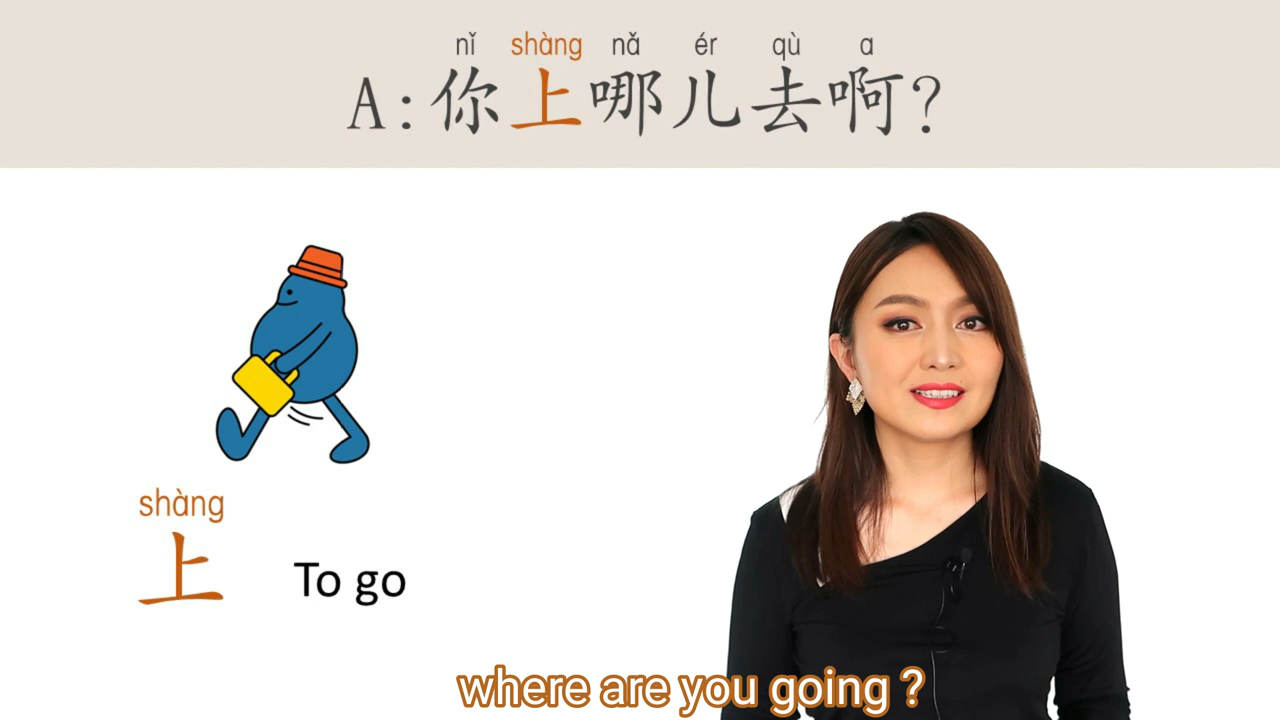 nǐ shàng nǎ ér qù a
A:你上哪儿去啊?
shàng
上 To go
where are you going ?